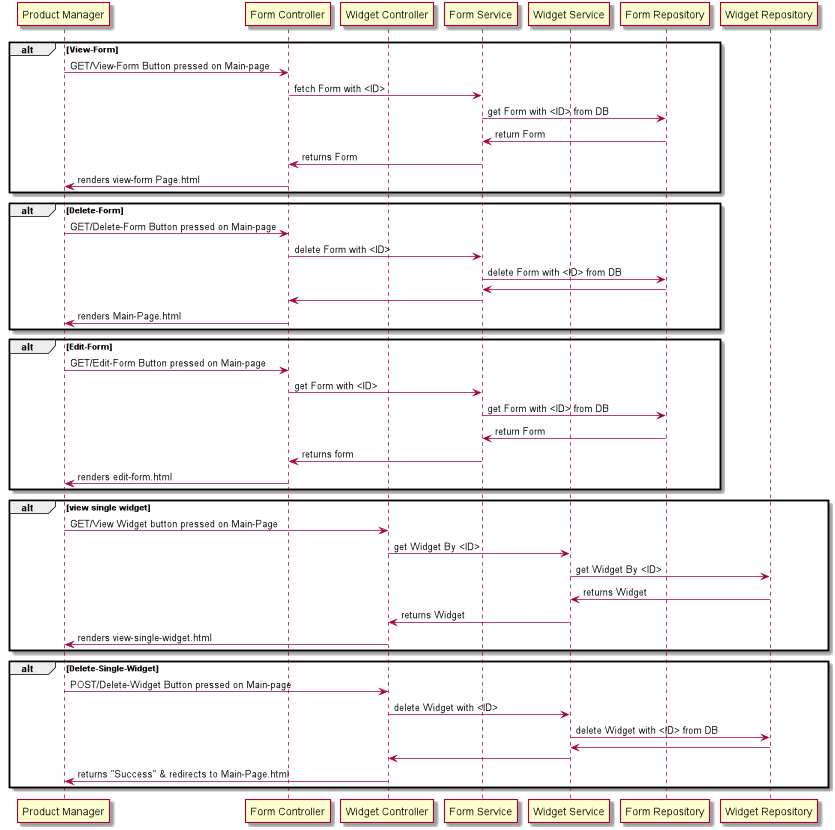 Product Manager Form Controller Widget Controller Form Service Widget Service Form Repository Widget Repository
alt [View-Form]
GET/View-Form Button pressed on Main-page
fetch Form with <ID>
get Form with <ID> from DB
return Form
returns Form
renders view-form Page.html
alt [Delete-Form]
GET/Delete-Form Button pressed on Main-page
delete Form with <ID>
delete Form with <ID> from DB
renders Main-Page.html
alt [Edit-Form]
GET/Edit-Form Button pressed on Main-page
get Form with <ID>
get Form with <ID> from DB
return Form
returns form
renders edit-form.html
alt [view single widget]
GET/View Widget button pressed on Main-Page
get Widget By <ID>
get Widget By <ID>
returns Widget
returns Widget
renders view-single-widget.html
alt [Delete-Single-Widget]
POST/Delete-Widget Button pressed on Main-page
delete Widget with <ID>
delete Widget with <ID> from DB
returns "Success" & redirects to Main-Page.html
Product Manager Form Controller Widget Controller Form Service Widget Service Form Repository Widget Repository